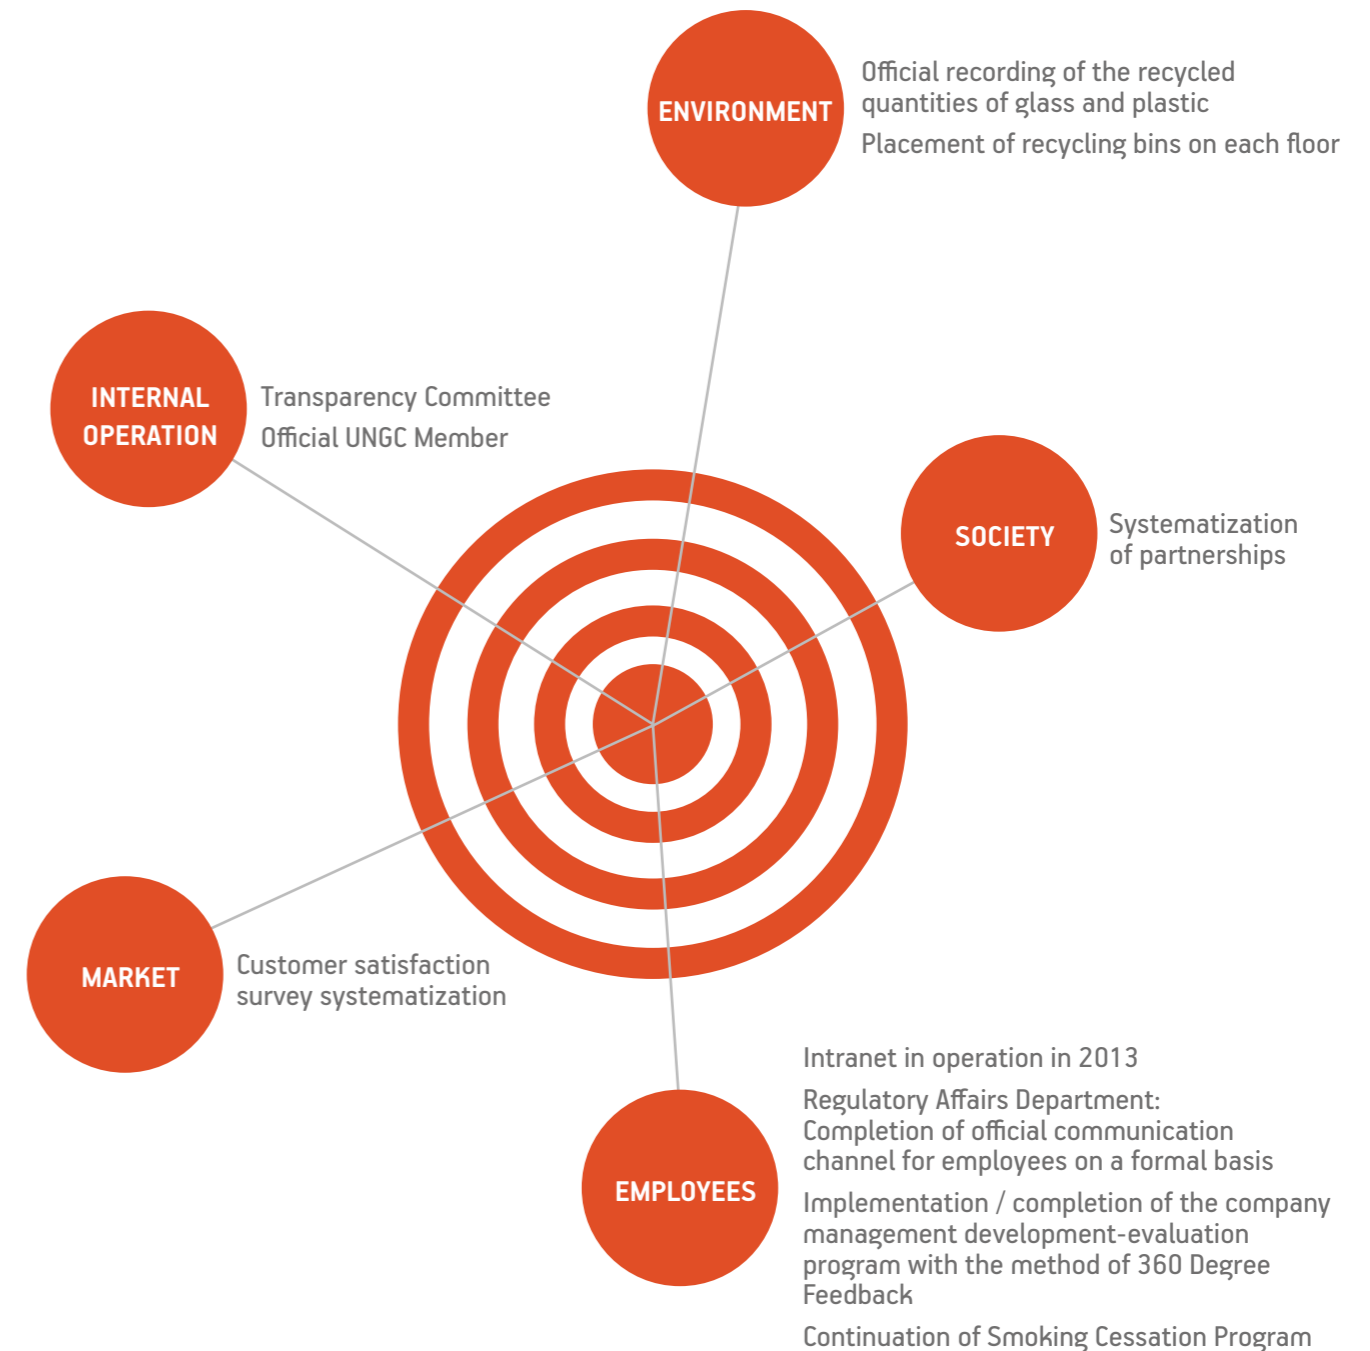 ENVIRONMENT
Official recording of the recycled
quantities of glass and plastic
Placement of recycling bins on each floor
INTERNAL
OPERATION
Transparency Committee
Official UNGC Member
SOCIETY
Systematization
of partnerships
MARKET
Customer satisfaction
survey systematization
EMPLOYEES
Intranet in operation in 2013
Regulatory Affairs Department:
Completion of official communication
channel for employees on a formal basis
Implementation / completion of the company
management development-evaluation
program with the method of 360 Degree
Feedback
Continuation of Smoking Cessation Program